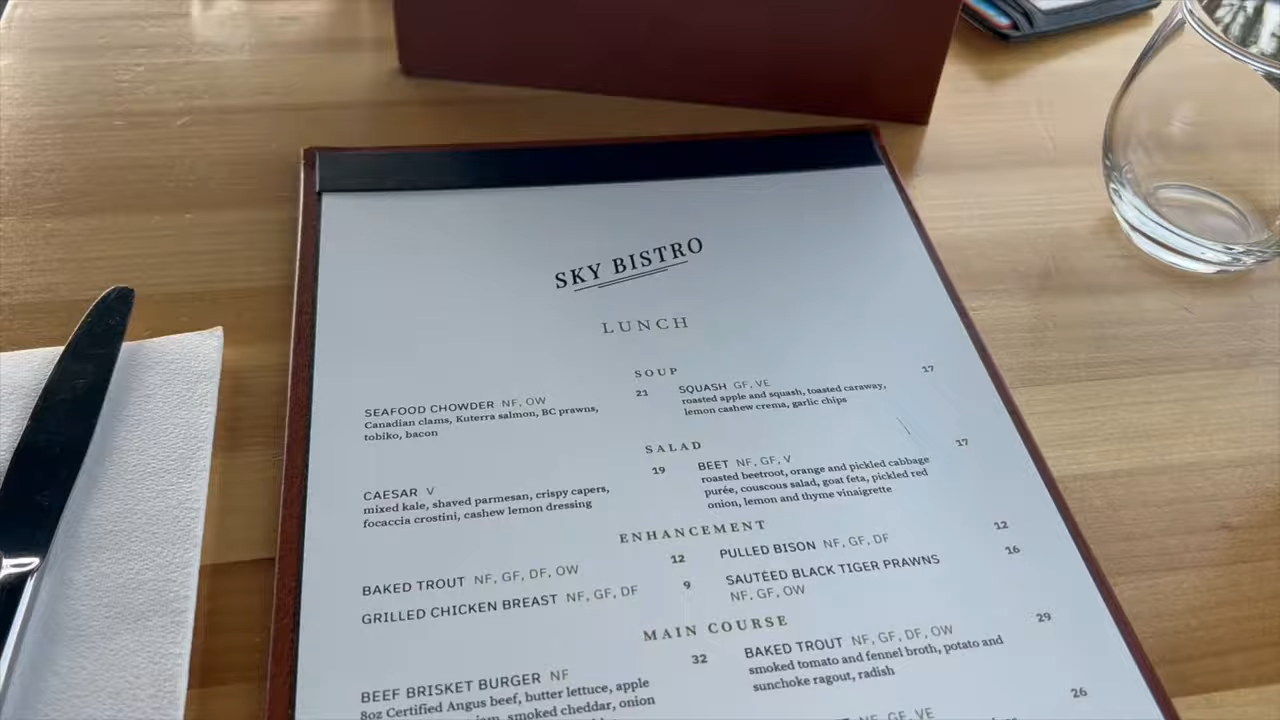 SKY BISTRO
LUNCH
SOUP
SEAFOOD CHOWDER NF, OW 21
Canadian clams, Kuterra salmon, BC prawns,
tobiko, bacon
SQUASH GF, VE 17
roasted apple and squash, toasted caraway,
lemon cashew crema, garlic chips
SALAD
CAESAR V 19
mixed kale, shaved parmesan, crispy capers,
focaccia crostini, cashew lemon dressing
BEET NF, GF, V 17
roasted beetroot, orange and pickled cabbage
purée, couscous salad, goat feta, pickled red
onion, lemon and thyme vinaigrette
ENHANCEMENT
BAKED TROUT NF, GF, DF, OW 12
GRILLED CHICKEN BREAST NF, GF, DF 9
PULLED BISON NF, GF, DF 12
SAUTÉED BLACK TIGER PRAWNS 16
NF, GF, OW
MAIN COURSE
BEEF BRISKET BURGER NF 32
8oz Certified Angus beef, butter lettuce, apple
smoked cheddar, onion
BAKED TROUT NF, GF, DF, OW 29
smoked tomato and fennel broth, potato and
sunchoke ragout, radish
NF, GF, VE 26